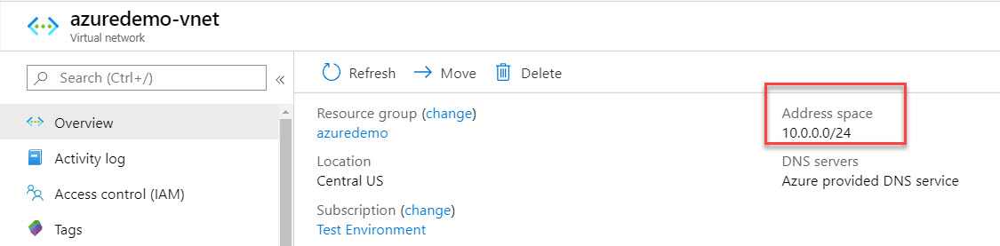 azuredemo-vnet
Virtual network
Search (Ctrl+/)
«
Overview
Activity log
Access control (IAM)
Tags
Refresh
Move
Delete
Resource group (change)
azuredemo
Location
Central US
Subscription (change)
Test Environment
Address space
10.0.0.0/24
DNS servers
Azure provided DNS service